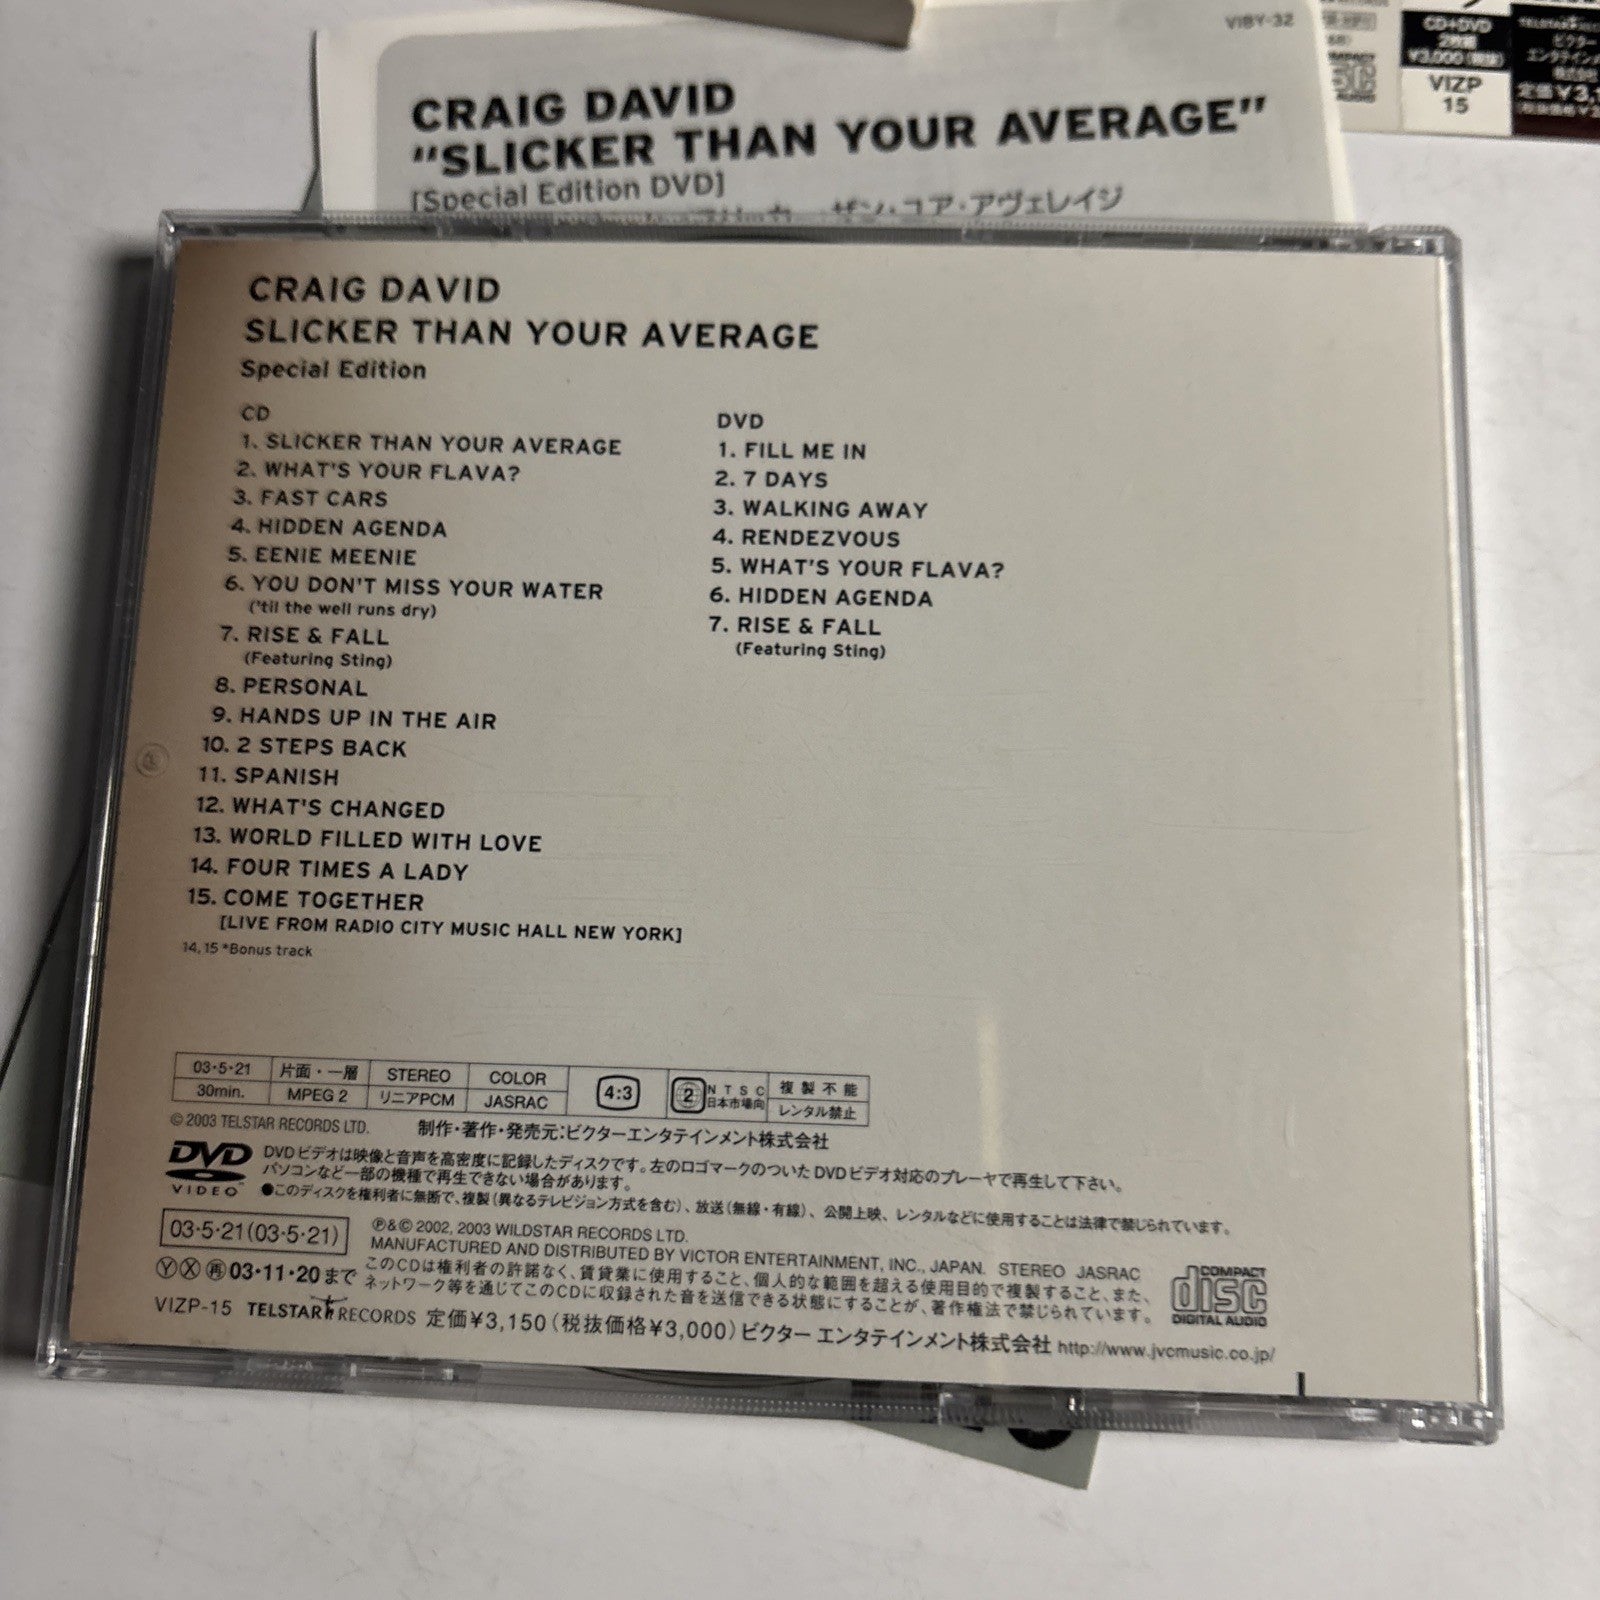 VIBY-32
CRAIG DAVID
"SLICKER THAN YOUR AVERAGE"
[Special Edition DVD]
ザン・ユア・アヴェレイジ
CD+DVD
2枚組
¥3,000(税抜)
VIZP
15
CRAIG DAVID
SLICKER THAN YOUR AVERAGE
Special Edition
CD
1. SLICKER THAN YOUR AVERAGE
2. WHAT'S YOUR FLAVA?
3. FAST CARS
4. HIDDEN AGENDA
5. EENIE MEENIE
6. YOU DON'T MISS YOUR WATER
('til the well runs dry)
7. RISE & FALL
(Featuring Sting)
8. PERSONAL
9. HANDS UP IN THE AIR
10. 2 STEPS BACK
11. SPANISH
12. WHAT'S CHANGED
13. WORLD FILLED WITH LOVE
14. FOUR TIMES A LADY
15. COME TOGETHER
[LIVE FROM RADIO CITY MUSIC HALL NEW YORK]
14, 15 *Bonus track
DVD
1. FILL ME IN
2. 7 DAYS
3. WALKING AWAY
4. RENDEZVOUS
5. WHAT'S YOUR FLAVA?
6. HIDDEN AGENDA
7. RISE & FALL
(Featuring Sting)
03・5・21 片面・一層 STEREO COLOR 4:3 2 NTSC 複製不能
30min. MPEG 2 リニアPCM JASRAC 日本市場向 レンタル禁止
© 2003 TELSTAR RECORDS LTD. 制作・著作・発売元:ビクターエンタテインメント株式会社
DVD VIDEO™
DVDビデオは映像と音声を高密度に記録したディスクです。左のロゴマークのついたDVDビデオ対応のプレーヤで再生して下さい。
パソコンなど一部の機種で再生できない場合があります。
●このディスクを権利者に無断で、複製(異なるテレビジョン方式を含む)、放送(無線・有線)、公開上映、レンタルなどに使用することは法律で禁じられています。
03・5・21(03・5・21) ℗&© 2002, 2003 WILDSTAR RECORDS LTD.
MANUFACTURED AND DISTRIBUTED BY VICTOR ENTERTAINMENT, INC., JAPAN. STEREO JASRAC
Ⓨ Ⓧ 再 03・11・20まで このCDは権利者の許諾なく、賃貸業に使用すること、個人的な範囲を超える使用目的で複製すること、また、
ネットワーク等を通じてこのCDに収録された音を送信できる状態にすることが、著作権法で禁じられています。
COMPACT disc DIGITAL AUDIO
VIZP-15 TELSTAR RECORDS 定価¥3,150(税抜価格¥3,000) ビクター エンタテインメント株式会社 http://www.jvcmusic.co.jp/